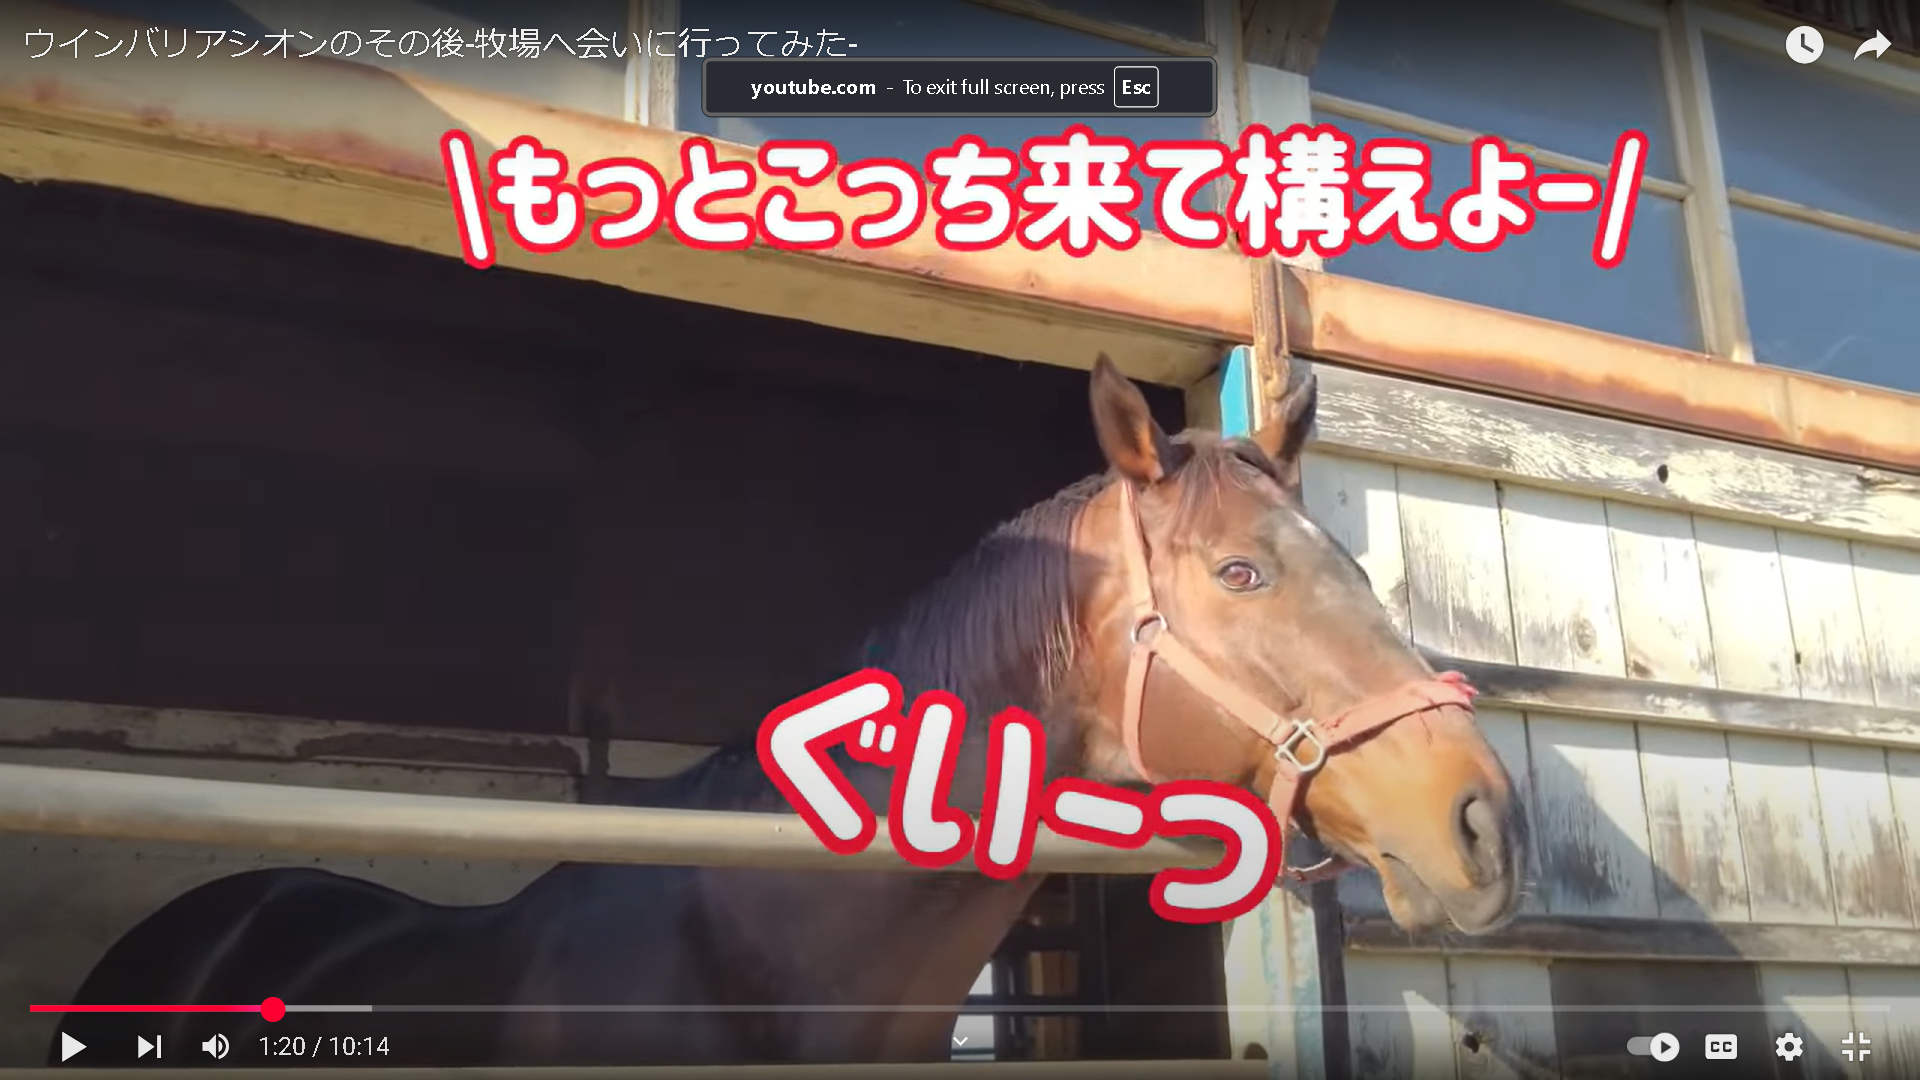 ウインバリアシオンのその後-牧場へ会いに行ってみた-
youtube.com - To exit full screen, press Esc
\もっとこっち来て構えよー/
ぐいーっ
1:20 / 10:14
CC